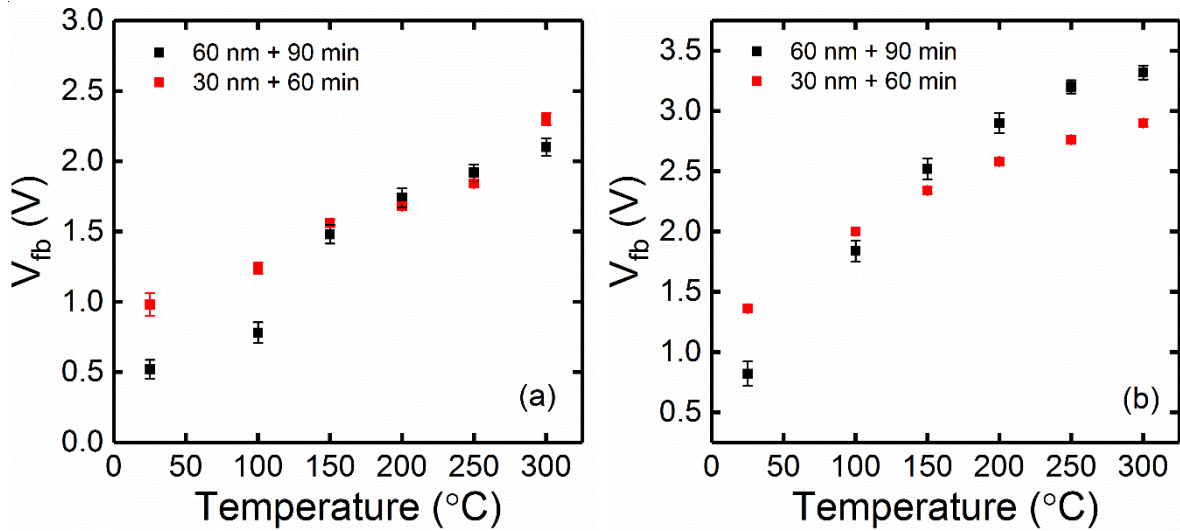 3.0
2.5
2.0
1.5
1.0
0.5
0.0
V_fb (V)
60 nm + 90 min
30 nm + 60 min
(a)
0 50 100 150 200 250 300
Temperature (°C)
3.5
3.0
2.5
2.0
1.5
1.0
0.5
V_fb (V)
60 nm + 90 min
30 nm + 60 min
(b)
0 50 100 150 200 250 300
Temperature (°C)